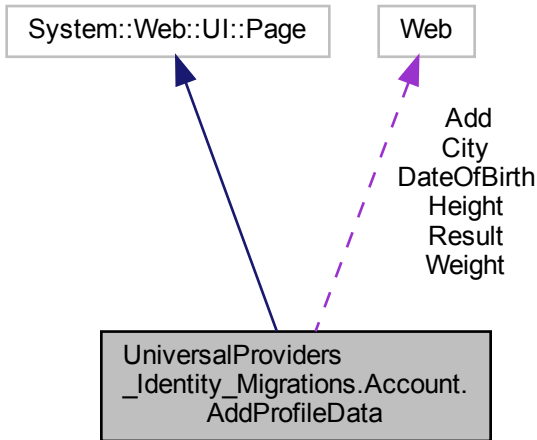 System::Web::UI::Page
Web
Add
City
DateOfBirth
Height
Result
Weight
UniversalProviders
_Identity_Migrations.Account.
AddProfileData